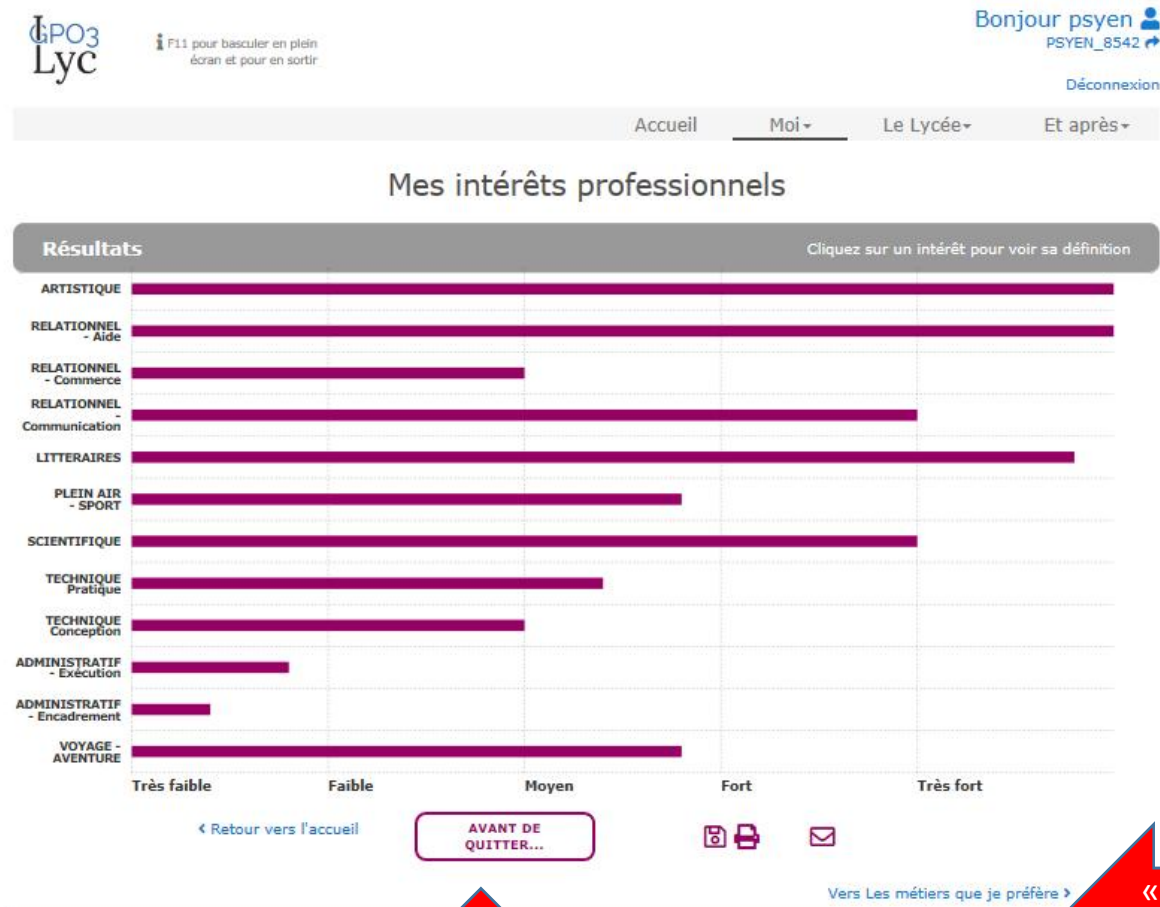 GPO3
Lyc
i F11 pour basculer en plein
écran et pour en sortir
Bonjour psyen
PSYEN_8542
Déconnexion
Accueil Moi Le Lycée Et après
Mes intérêts professionnels
Résultats Cliquez sur un intérêt pour voir sa définition
ARTISTIQUE
RELATIONNEL
- Aide
RELATIONNEL
- Commerce
RELATIONNEL
-
Communication
LITTERAIRES
PLEIN AIR
- SPORT
SCIENTIFIQUE
TECHNIQUE
Pratique
TECHNIQUE
Conception
ADMINISTRATIF
- Exécution
ADMINISTRATIF
- Encadrement
VOYAGE -
AVENTURE
Très faible Faible Moyen Fort Très fort
< Retour vers l'accueil
AVANT DE
QUITTER...
Vers Les métiers que je préfère >
«